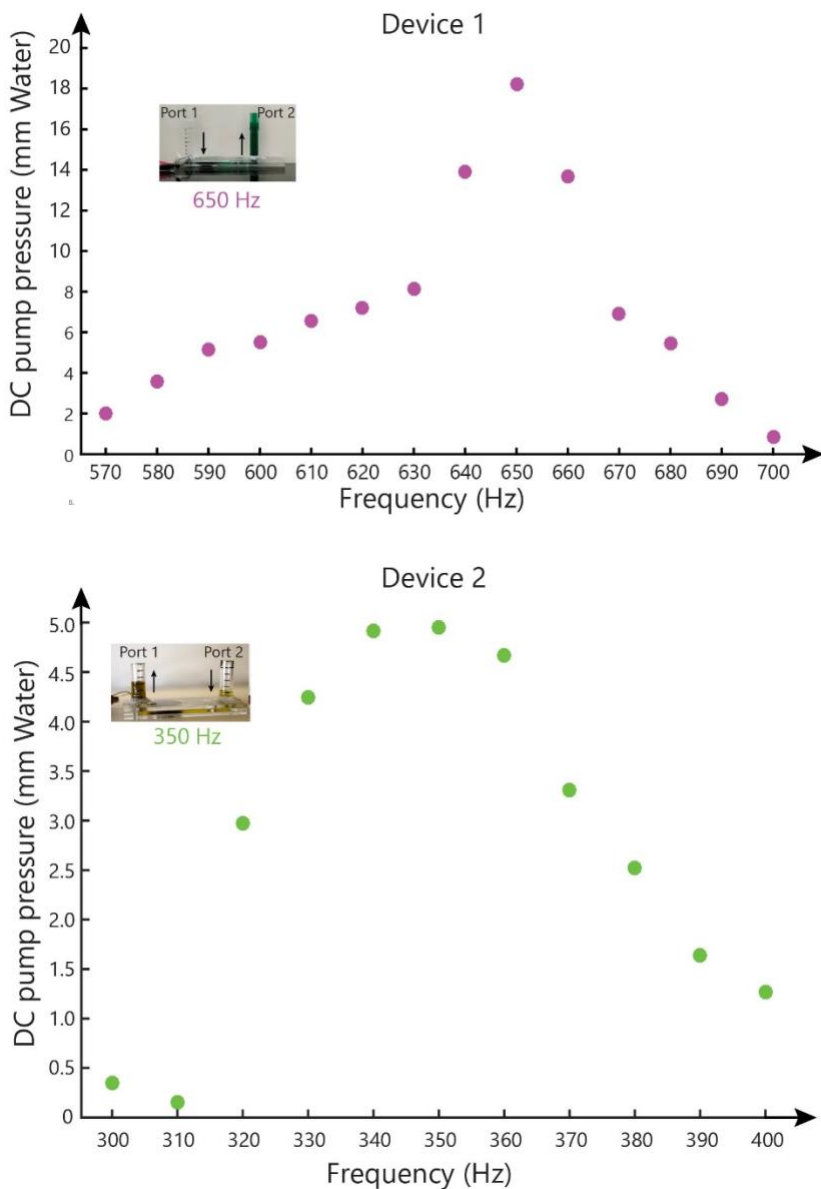 Device 1
DC pump pressure (mm Water)
20
18
16
14
12
10
8
6
4
2
0
Port 1 Port 2
650 Hz
570 580 590 600 610 620 630 640 650 660 670 680 690 700
Frequency (Hz)
B.
Device 2
DC pump pressure (mm Water)
5.0
4.5
4.0
3.5
3.0
2.5
2.0
1.5
1.0
0.5
0
Port 1 Port 2
350 Hz
300 310 320 330 340 350 360 370 380 390 400
Frequency (Hz)